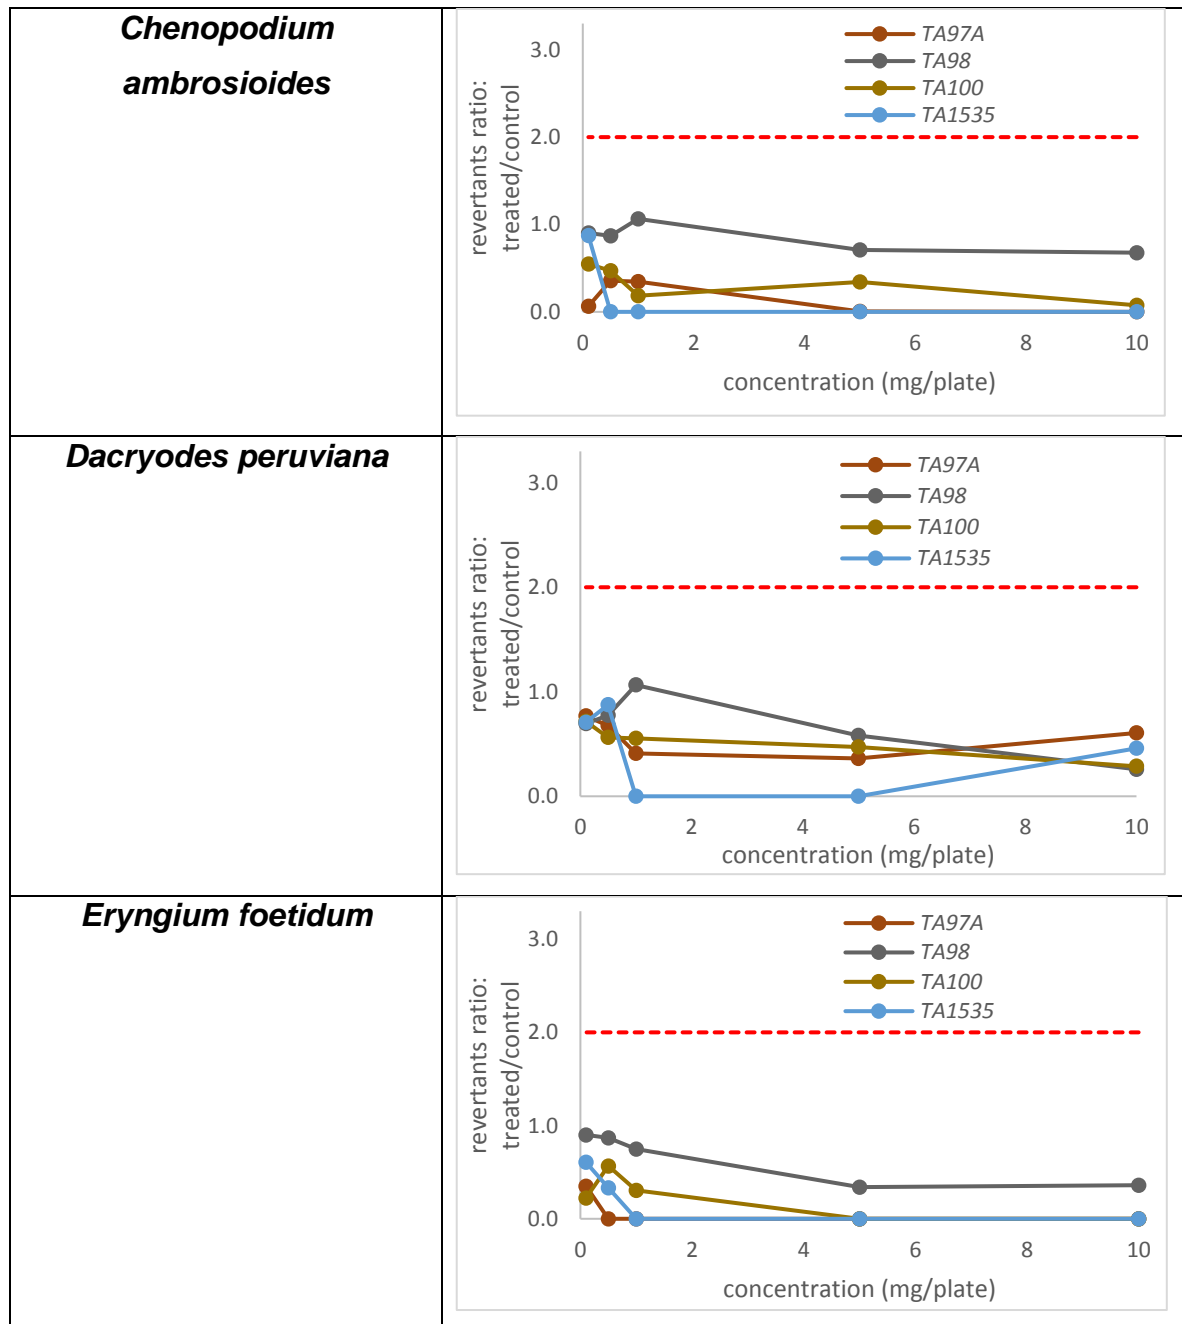 Chenopodium
ambrosioides
revertants ratio:
treated/control
3.0
2.0
1.0
0.0
0 2 4 6 8 10
concentration (mg/plate)
TA97A
TA98
TA100
TA1535
Dacryodes peruviana
revertants ratio:
treated/control
3.0
2.0
1.0
0.0
0 2 4 6 8 10
concentration (mg/plate)
TA97A
TA98
TA100
TA1535
Eryngium foetidum
revertants ratio:
treated/control
3.0
2.0
1.0
0.0
0 2 4 6 8 10
concentration (mg/plate)
TA97A
TA98
TA100
TA1535